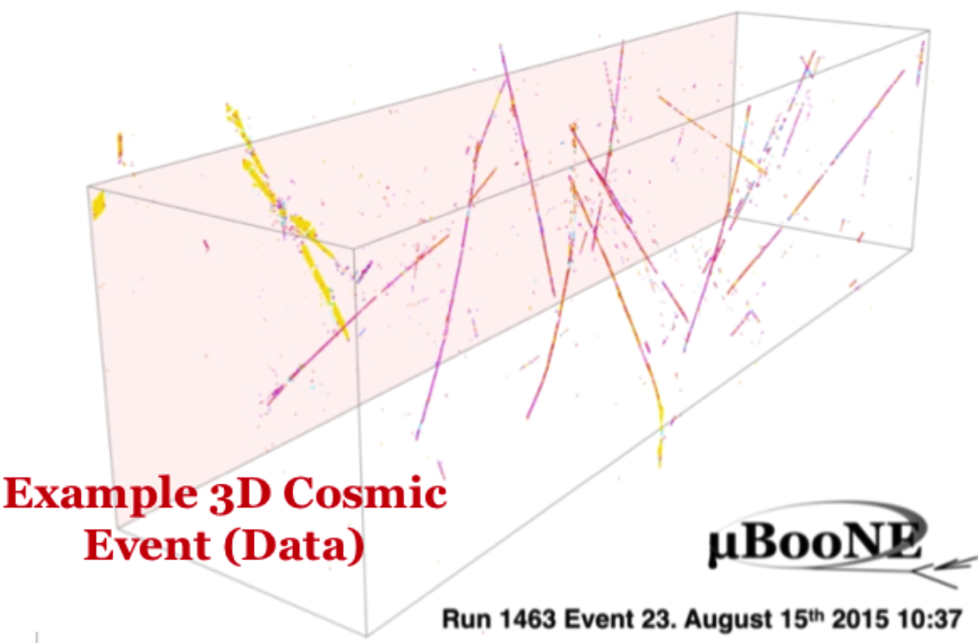 Example 3D Cosmic
Event (Data)
µBooNE
Run 1463 Event 23. August 15th 2015 10:37